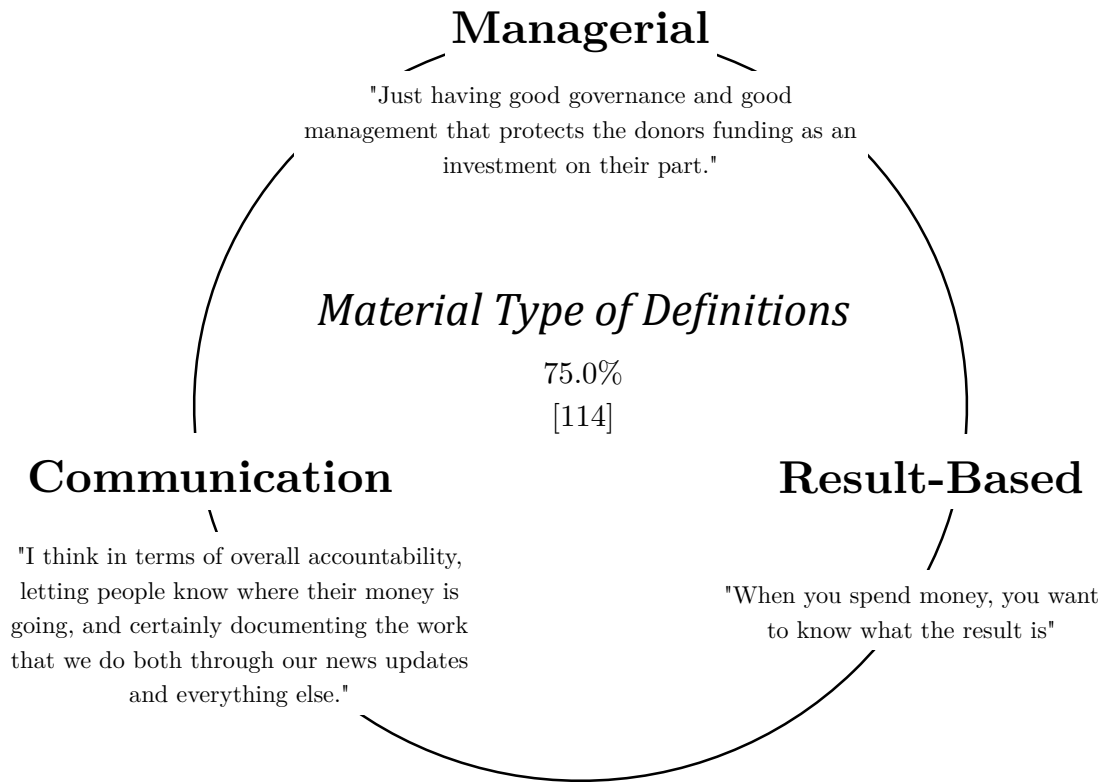 Managerial
"Just having good governance and good
management that protects the donors funding as an
investment on their part."
Material Type of Definitions
75.0%
[114]
Communication
"I think in terms of overall accountability,
letting people know where their money is
going, and certainly documenting the work
that we do both through our news updates
and everything else."
Result-Based
"When you spend money, you want
to know what the result is"